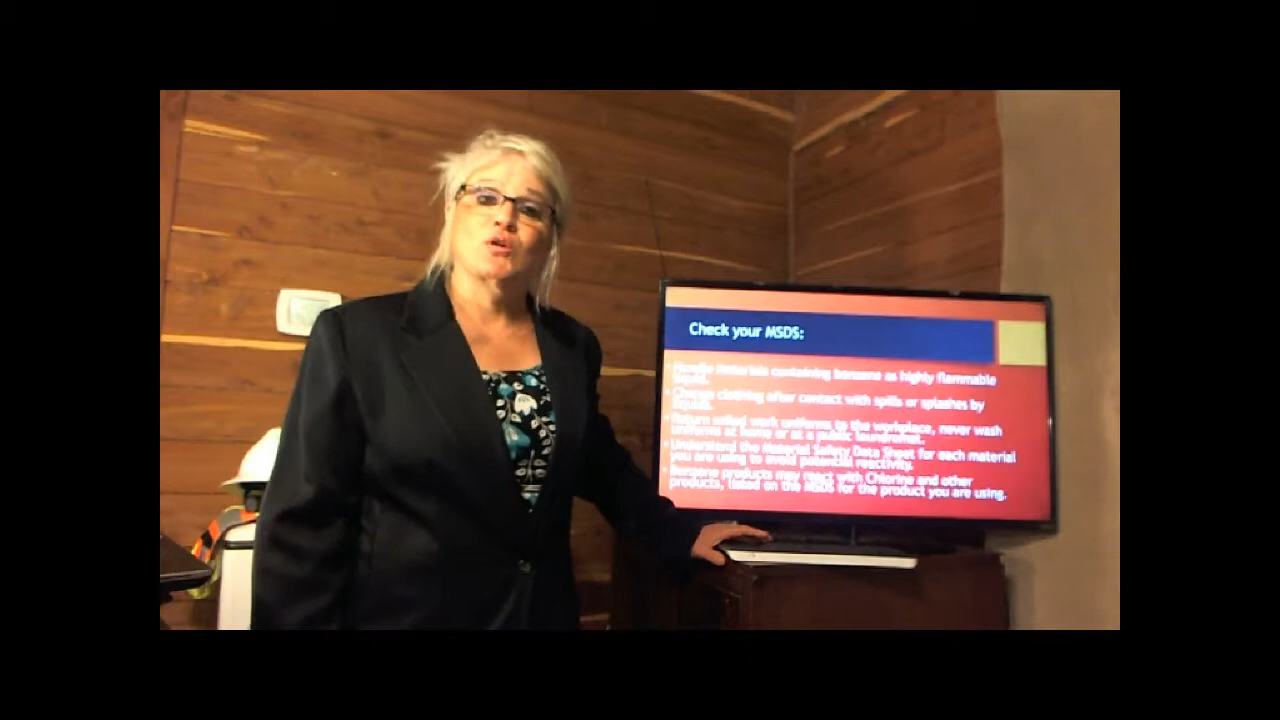 Check your MSDS:
Handle Materials containing benzene as highly flammable
liquid.
Change clothing after contact with spills or splashes by
liquids.
Return soiled work uniforms to the workplace, never wash
uniforms at home or at a public laundromat.
Understand the Material Safety Data Sheet for each material
you are using to avoid potential reactivity.
Benzene products may react with Chlorine and other
products, listed on the MSDS for the product you are using.